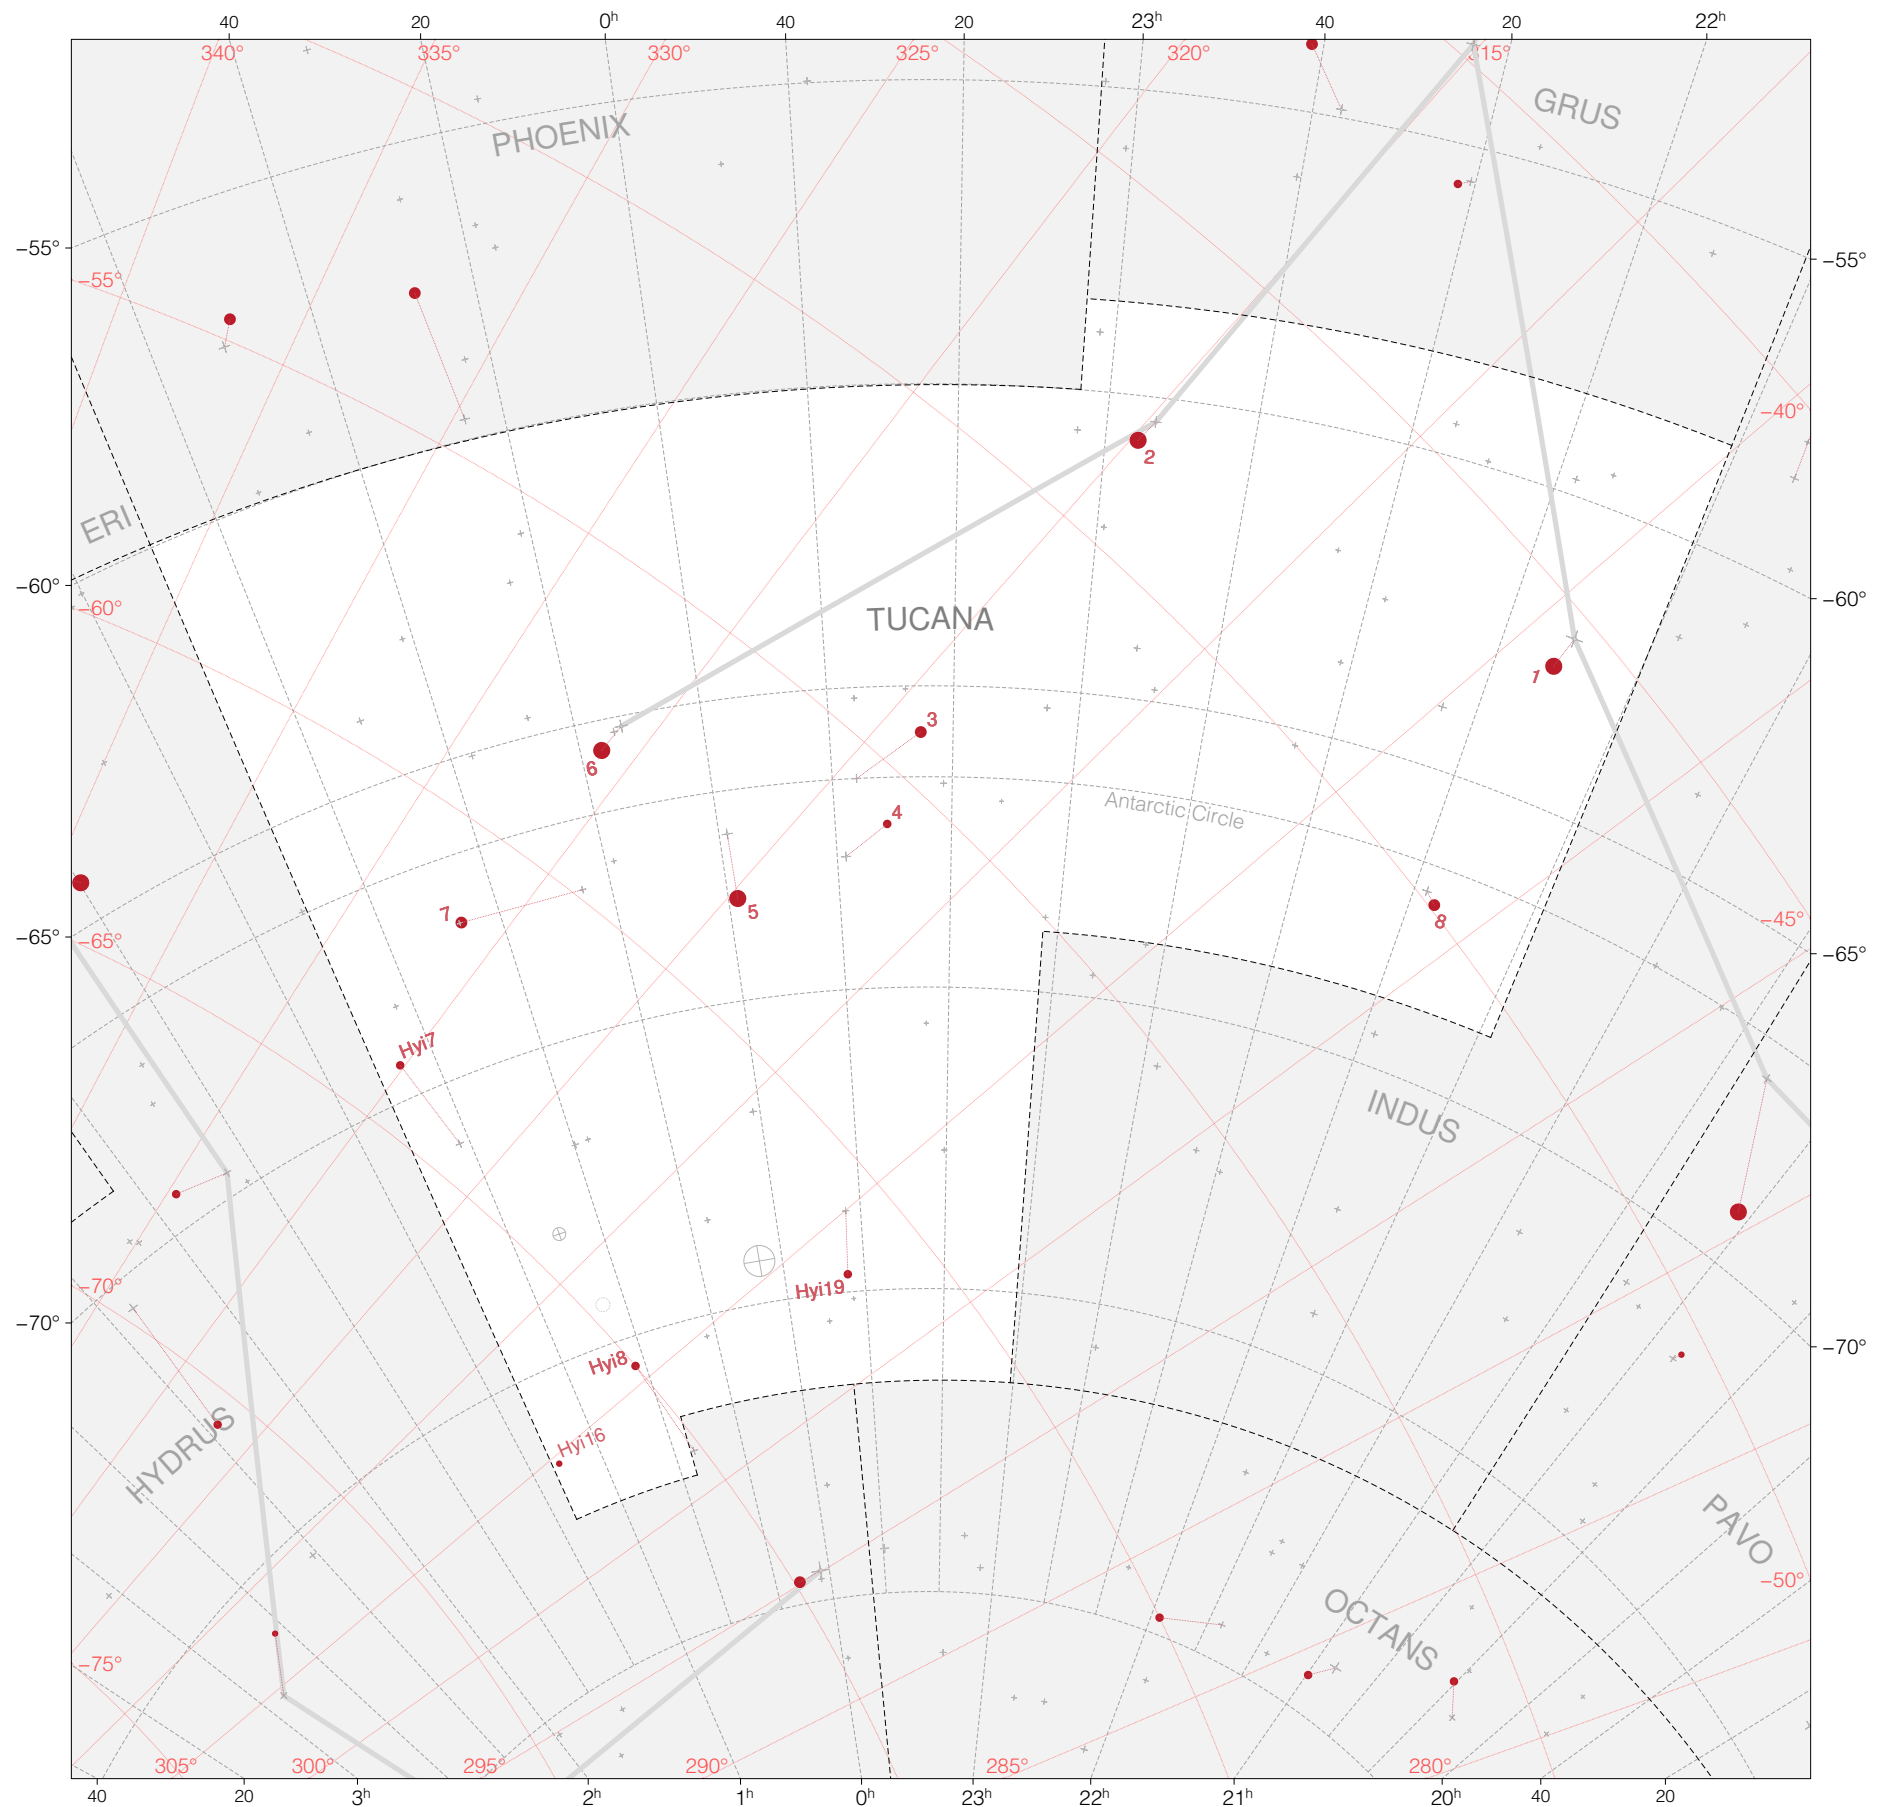 40 20 0h 40 20 23h 40 20 22h
340° 335° 330° 325° 320° 315°
GRUS
PHOENIX
−55° −55°
−55°
−40°
2
ERI
−60° −60°
−60°
TUCANA
1
3
6
Antarctic Circle
4
7 5 8
−45°
−65° −65°
−65°
Hyi7
INDUS
−70°
Hyi19
−70° −70°
Hyi8
HYDRUS
Hyi16
PAVO
−50°
OCTANS
−75°
305° 300° 295° 290° 285° 280°
40 20 3h 2h 1h 0h 23h 22h 21h 20h 40 20